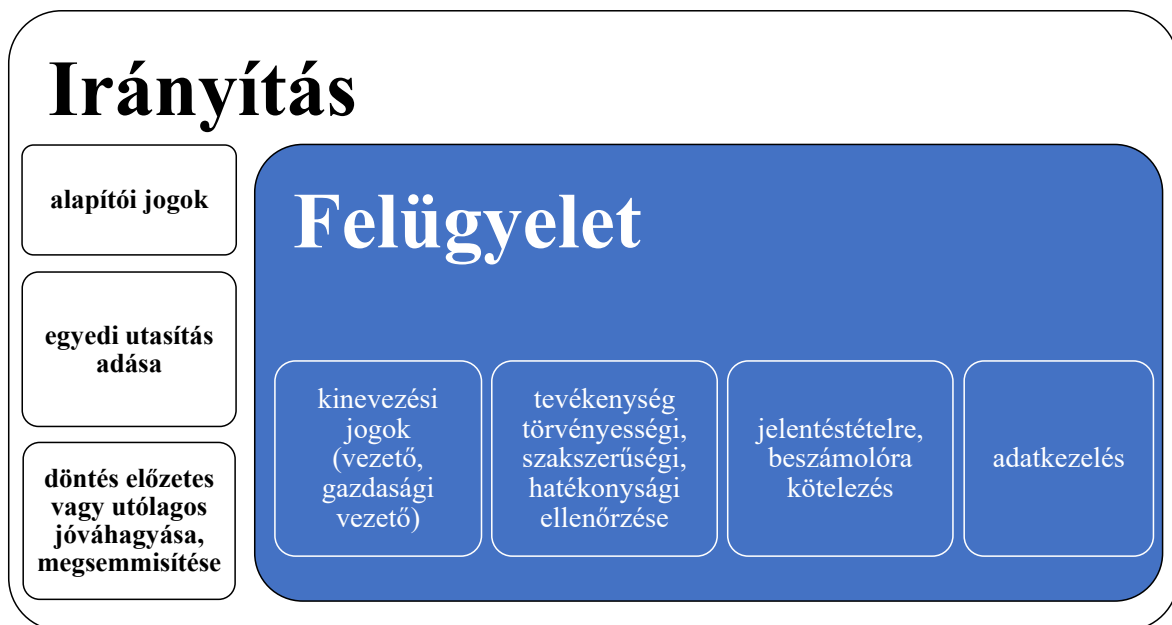 Irányítás
alapítói jogok
egyedi utasítás
adása
döntés előzetes
vagy utólagos
jóváhagyása,
megsemmisítése
Felügyelet
kinevezési
jogok
(vezető,
gazdasági
vezető)
tevékenység
törvényességi,
szakszerűségi,
hatékonysági
ellenőrzése
jelentéstételre,
beszámolóra
kötelezés
adatkezelés